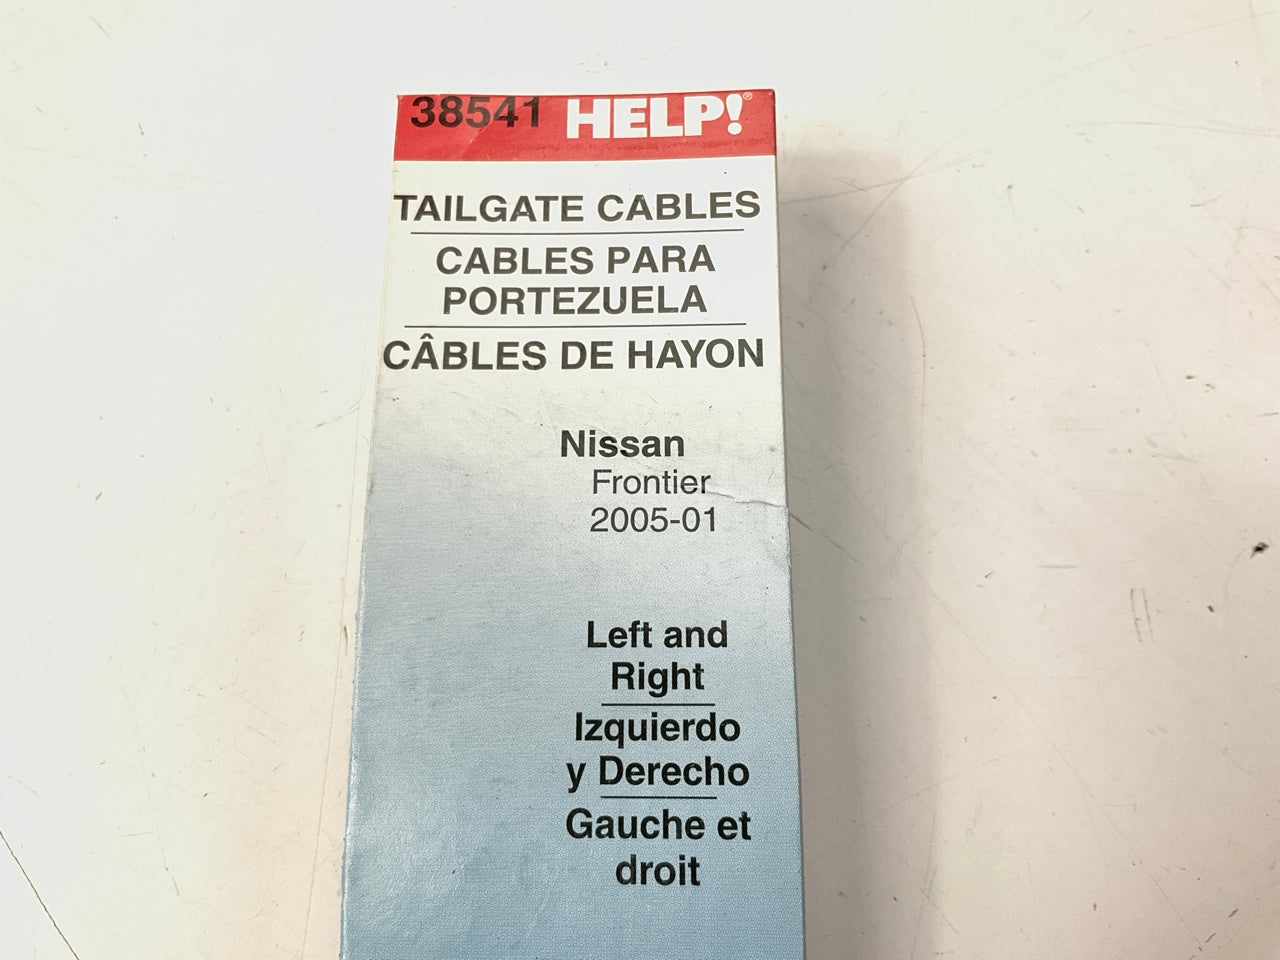 38541 HELP!®
TAILGATE CABLES
CABLES PARA
PORTEZUELA
CÂBLES DE HAYON
Nissan
Frontier
2005-01
Left and
Right
Izquierdo
y Derecho
Gauche et
droit